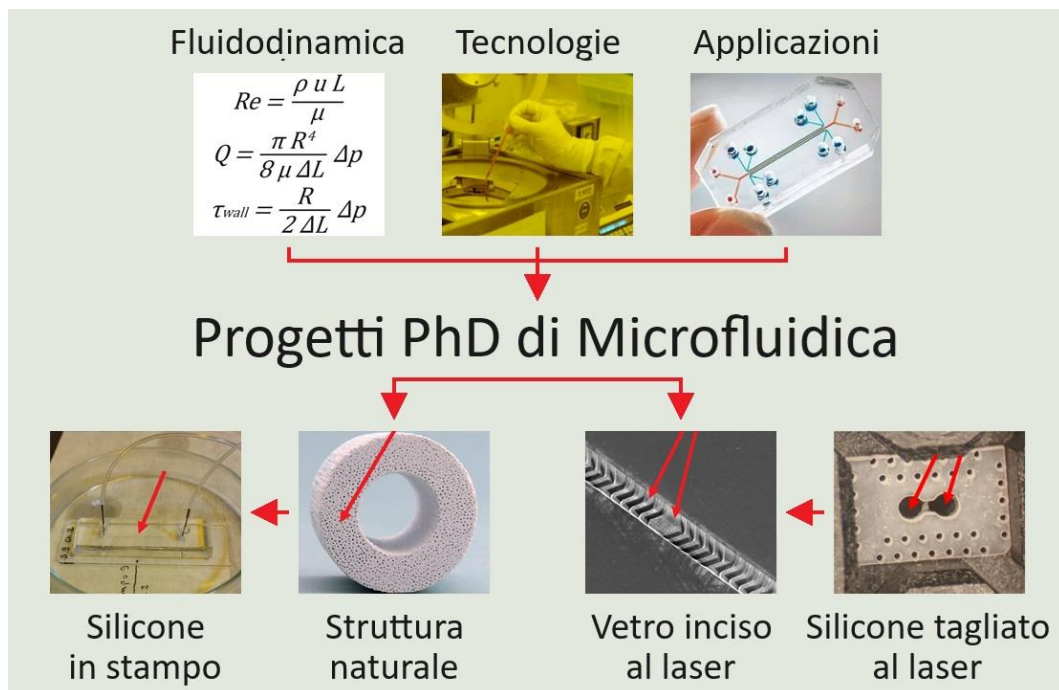 Fluidodinamica
Tecnologie
Applicazioni
Re = ρ u L / μ
Q = π R⁴ / 8 μ ΔL Δp
τwall = R / 2 ΔL Δp
Progetti PhD di Microfluidica
Silicone
in stampo
Struttura
naturale
Vetro inciso
al laser
Silicone tagliato
al laser